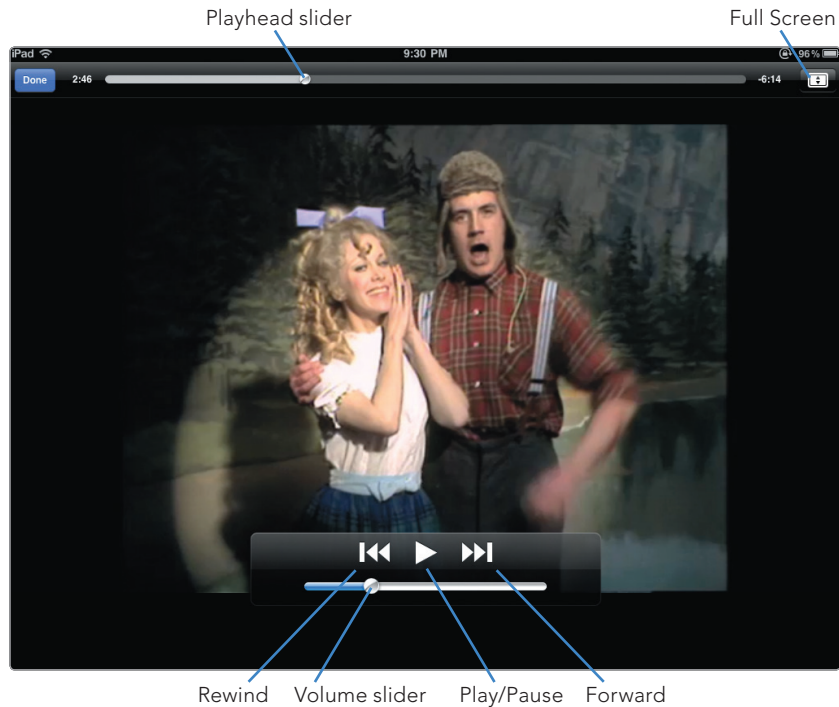 Playhead slider Full Screen
iPad 9:30 PM 96%
Done 2:46 -6:14
Rewind Volume slider Play/Pause Forward